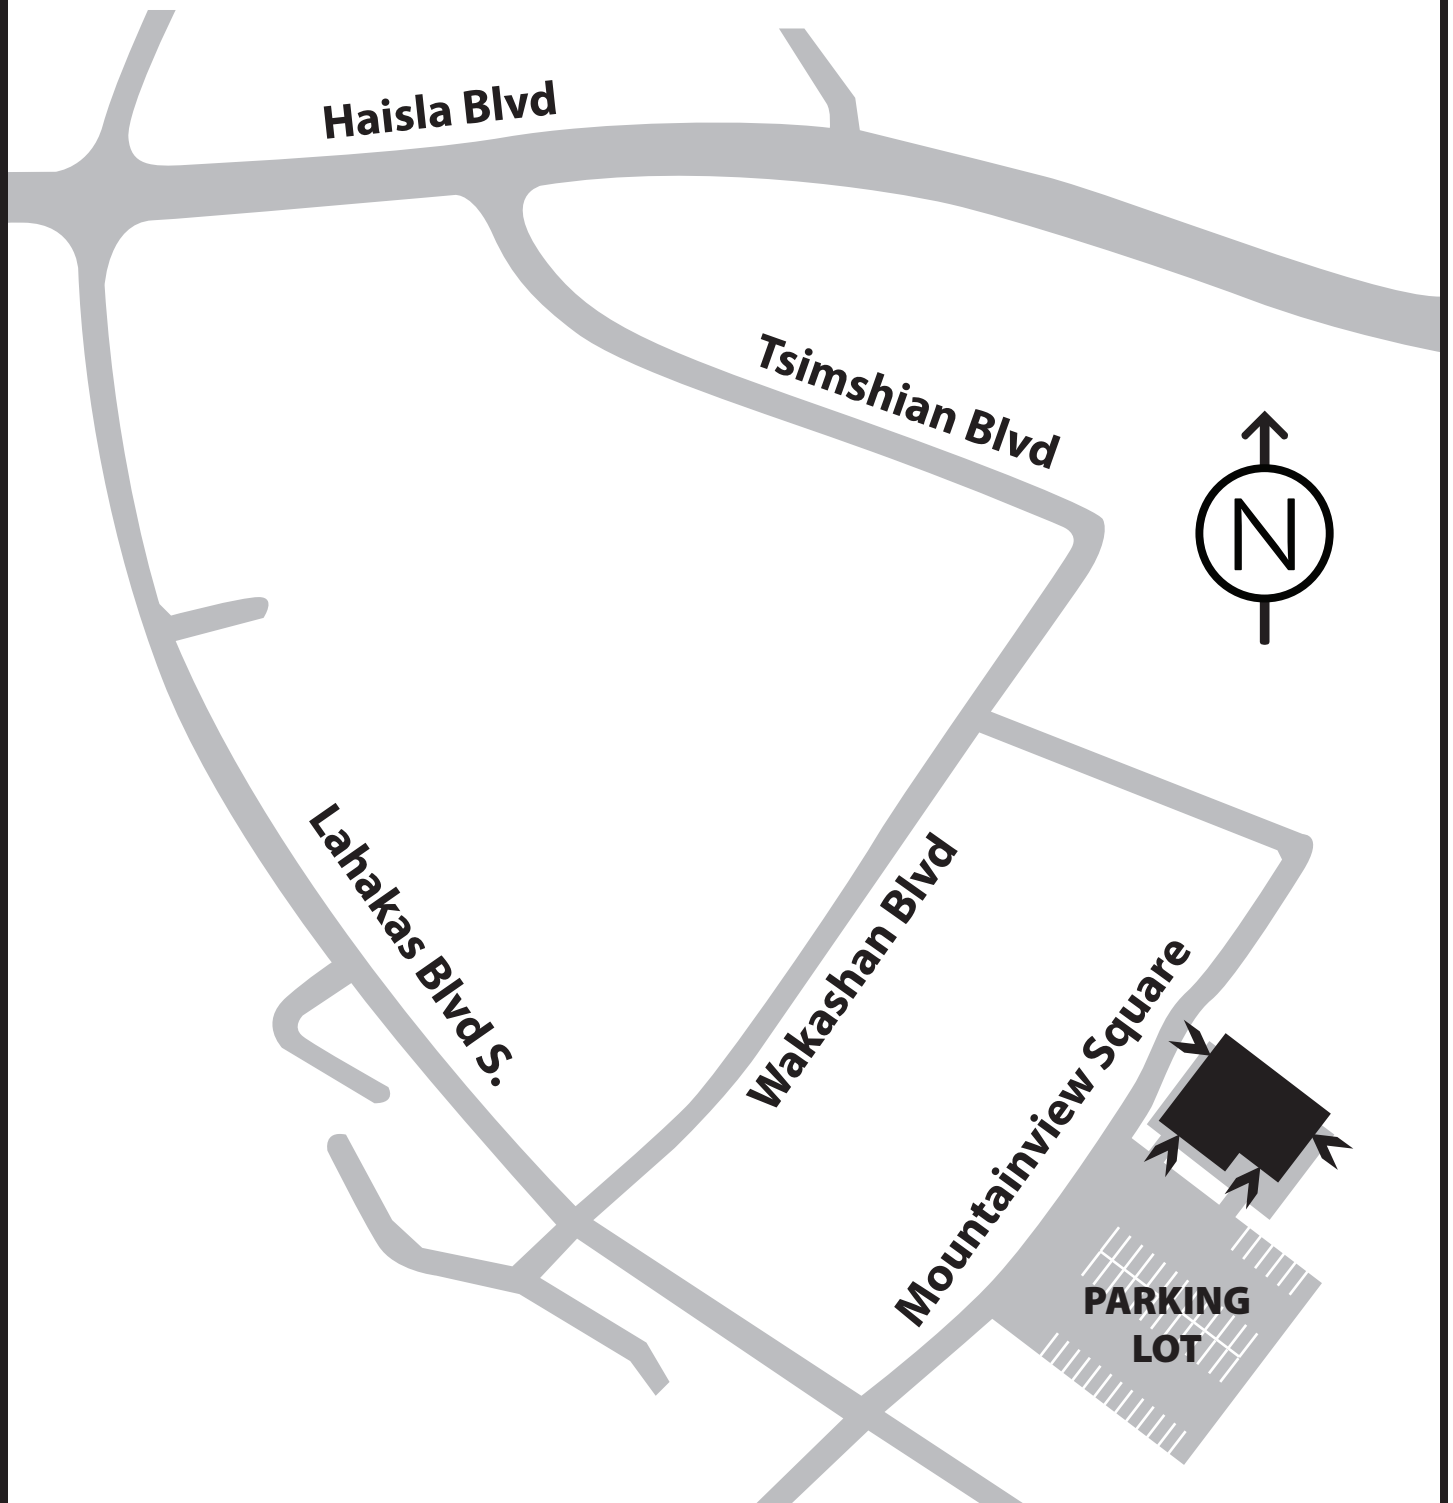 Haisla Blvd
Tsimshian Blvd
N
Lahakas Blvd S.
Wakashan Blvd
Mountainview Square
PARKING
LOT